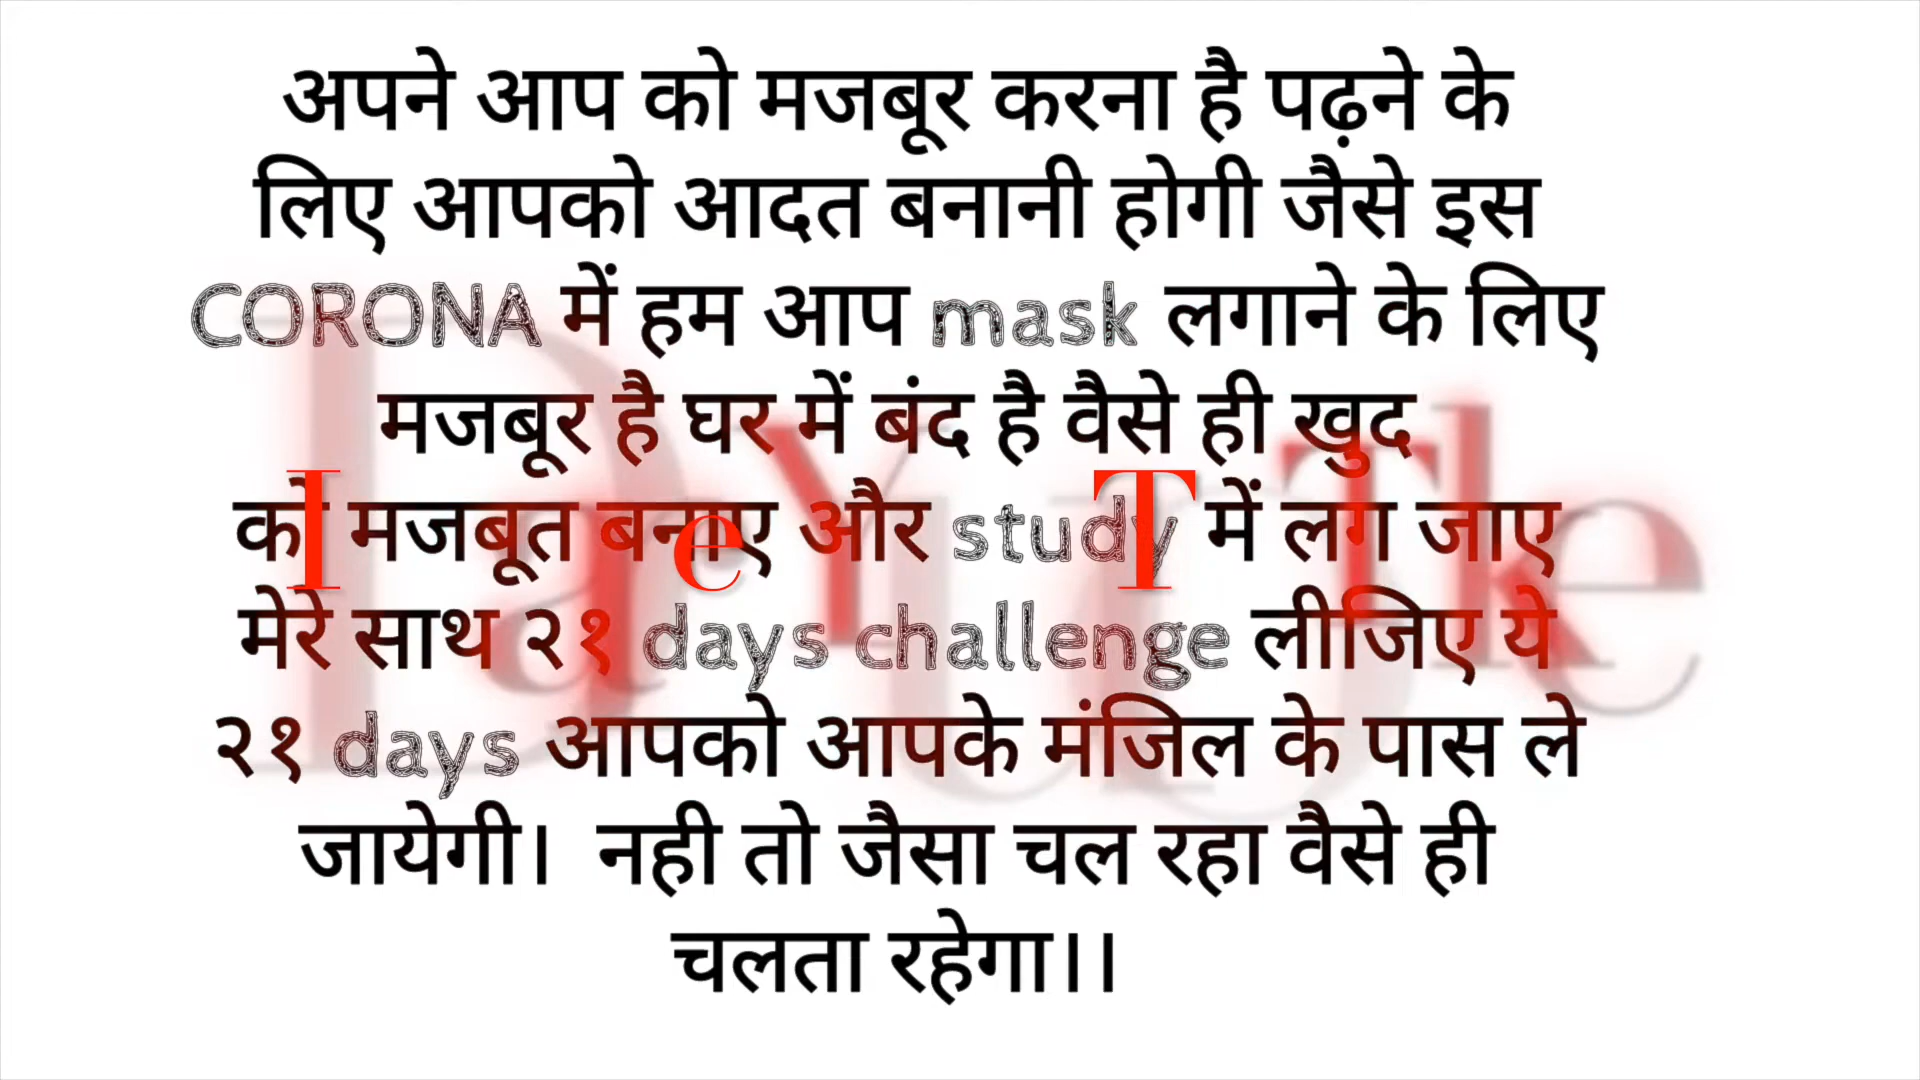 अपने आप को मजबूर करना है पढ़ने के
लिए आपको आदत बनानी होगी जैसे इस
CORONA में हम आप mask लगाने के लिए
मजबूर है घर में बंद है वैसे ही खुद
को मजबूत बनाए और study में लग जाए
मेरे साथ २१ days challenge लीजिए ये
२१ days आपको आपके मंजिल के पास ले
जायेगी। नही तो जैसा चल रहा वैसे ही
चलता रहेगा।।